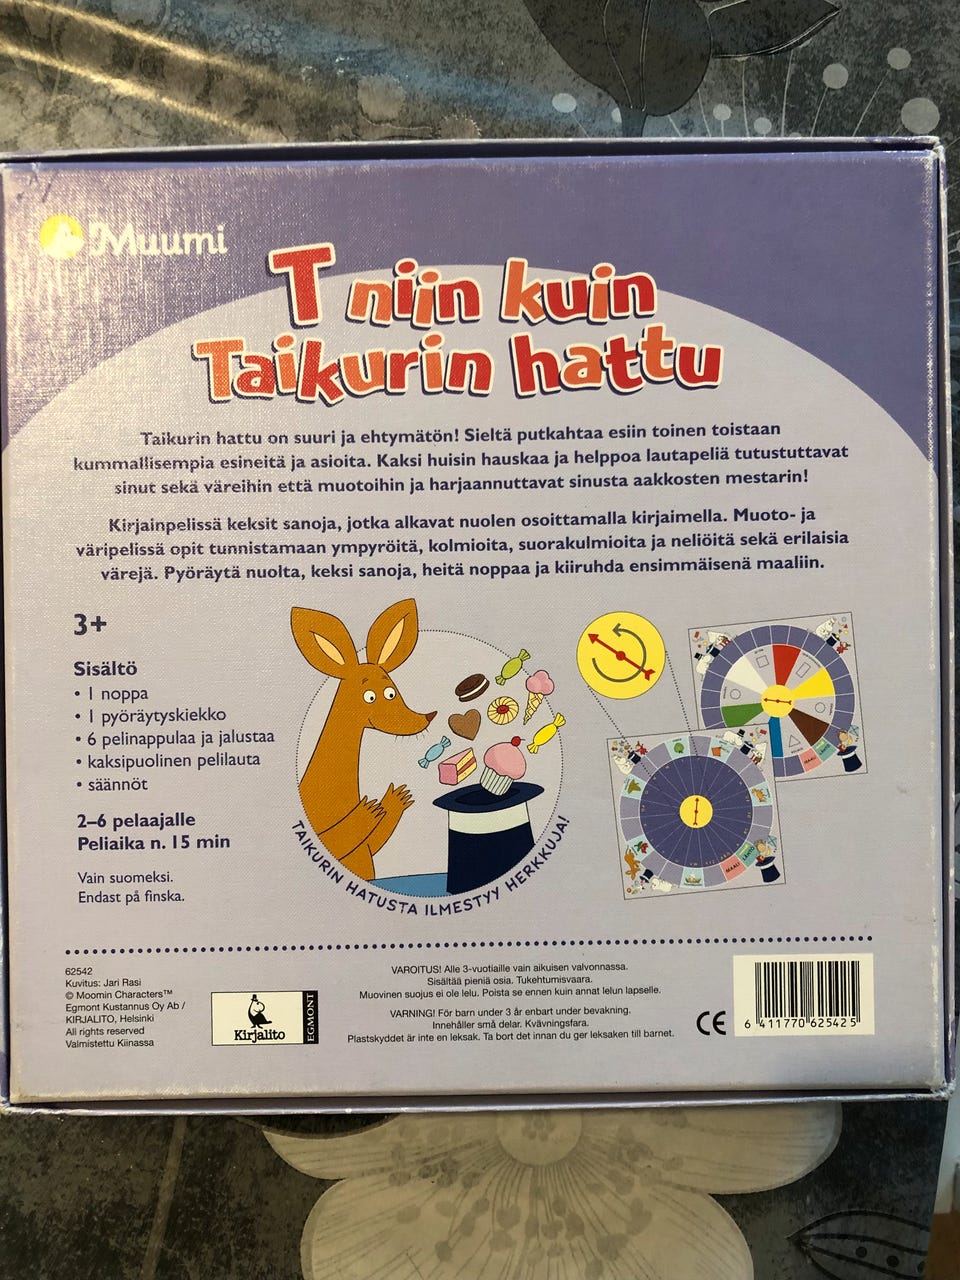 Muumi
T niin kuin
Taikurin hattu
Taikurin hattu on suuri ja ehtymätön! Sieltä putkahtaa esiin toinen toistaan
kummallisempia esineitä ja asioita. Kaksi huisin hauskaa ja helppoa lautapeliä tutustuttavat
sinut sekä väreihin että muotoihin ja harjaannuttavat sinusta aakkosten mestarin!
Kirjainpelissä keksit sanoja, jotka alkavat nuolen osoittamalla kirjaimella. Muoto- ja
väripelissä opit tunnistamaan ympyröitä, kolmioita, suorakulmioita ja neliöitä sekä erilaisia
värejä. Pyöräytä nuolta, keksi sanoja, heitä noppaa ja kiiruhda ensimmäisenä maaliin.
3+
Sisältö
• 1 noppa
• 1 pyöräytyskiekko
• 6 pelinappulaa ja jalustaa
• kaksipuolinen pelilauta
• säännöt
2–6 pelaajalle
Peliaika n. 15 min
Vain suomeksi.
Endast på finska.
TAIKURIN HATUSTA ILMESTYY HERKKUJA!
MAALI
LÄHTÖ
MAALI
LÄHTÖ
62542
Kuvitus: Jari Rasi
© Moomin Characters™
Egmont Kustannus Oy Ab /
KIRJALITO, Helsinki
All rights reserved
Valmistettu Kiinassa
Kirjalito
EGMONT
VAROITUS! Alle 3-vuotiaille vain aikuisen valvonnassa.
Sisältää pieniä osia. Tukehtumisvaara.
Muovinen suojus ei ole lelu. Poista se ennen kuin annat lelun lapselle.
VARNING! För barn under 3 år enbart under bevakning.
Innehåller små delar. Kvävningsfara.
Plastskyddet är inte en leksak. Ta bort det innan du ger leksaken till barnet.
CE
6 411770 625425